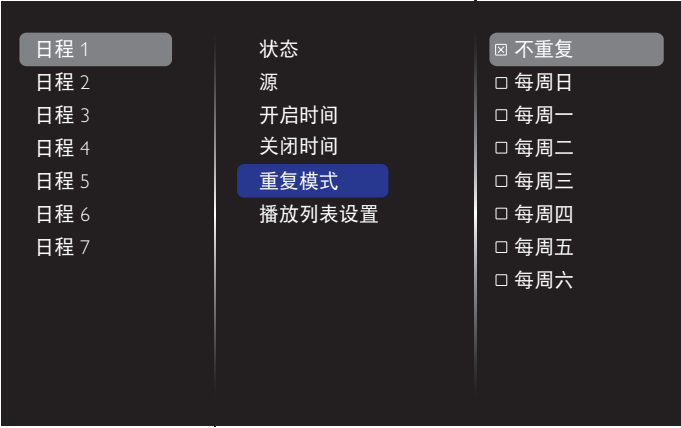 日程 1
日程 2
日程 3
日程 4
日程 5
日程 6
日程 7
状态
源
开启时间
关闭时间
重复模式
播放列表设置
☒ 不重复
☐ 每周日
☐ 每周一
☐ 每周二
☐ 每周三
☐ 每周四
☐ 每周五
☐ 每周六